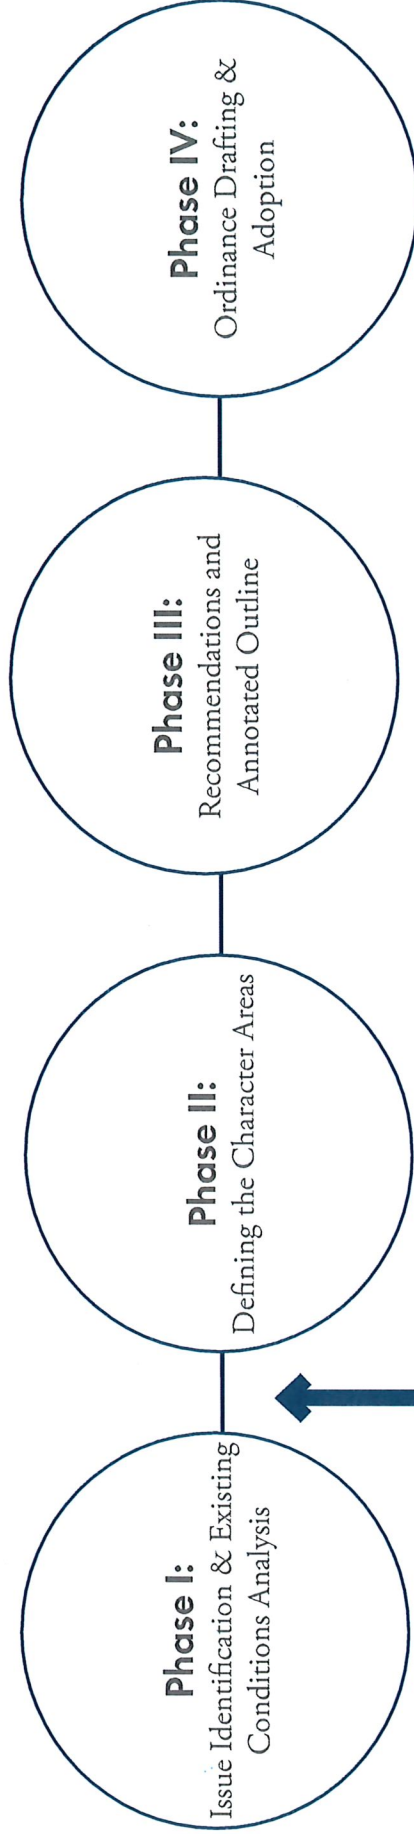 Phase I:
Issue Identification & Existing
Conditions Analysis
Phase II:
Defining the Character Areas
Phase III:
Recommendations and
Annotated Outline
Phase IV:
Ordinance Drafting &
Adoption